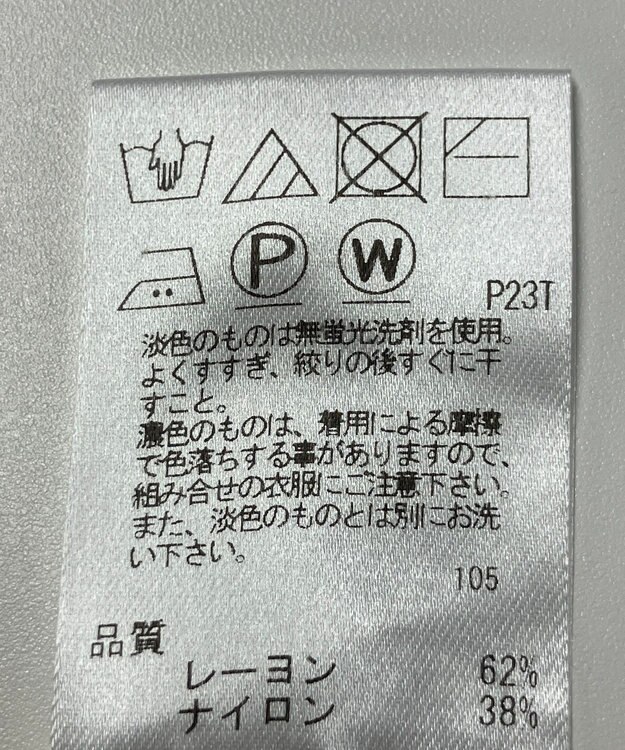 P W
P23T
淡色のものは無蛍光洗剤を使用。
よくすすぎ、絞りの後すぐに干
すこと。
濃色のものは、着用による摩擦
で色落ちする事がありますので、
組み合せの衣服にご注意下さい。
また、淡色のものとは別にお洗
い下さい。
105
品質
レーヨン 62%
ナイロン 38%